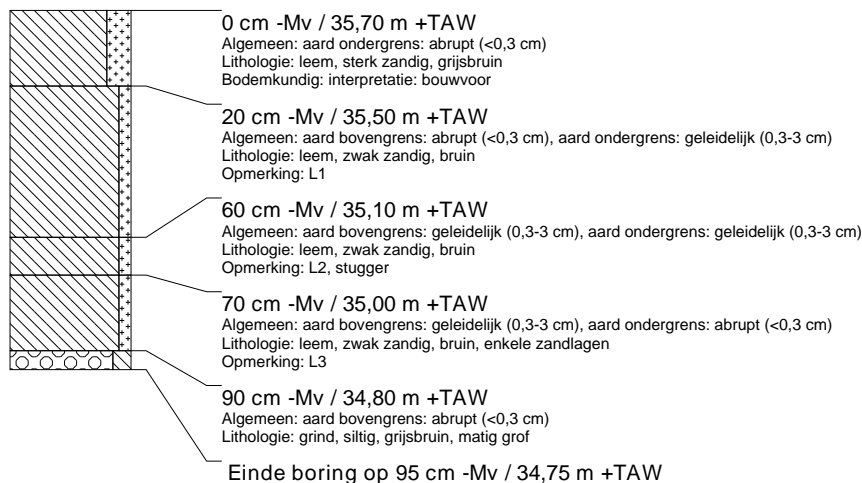 0 cm -Mv / 35,70 m +TAW
Algemeen: aard ondergrens: abrupt (<0,3 cm)
Lithologie: leem, sterk zandig, grijsbruin
Bodemkundig: interpretatie: bouwvoor
20 cm -Mv / 35,50 m +TAW
Algemeen: aard bovengrens: abrupt (<0,3 cm), aard ondergrens: geleidelijk (0,3-3 cm)
Lithologie: leem, zwak zandig, bruin
Opmerking: L1
60 cm -Mv / 35,10 m +TAW
Algemeen: aard bovengrens: geleidelijk (0,3-3 cm), aard ondergrens: geleidelijk (0,3-3 cm)
Lithologie: leem, zwak zandig, bruin
Opmerking: L2, stugger
70 cm -Mv / 35,00 m +TAW
Algemeen: aard bovengrens: geleidelijk (0,3-3 cm), aard ondergrens: abrupt (<0,3 cm)
Lithologie: leem, zwak zandig, bruin, enkele zandlagen
Opmerking: L3
90 cm -Mv / 34,80 m +TAW
Algemeen: aard bovengrens: abrupt (<0,3 cm)
Lithologie: grind, siltig, grijsbruin, matig grof
Einde boring op 95 cm -Mv / 34,75 m +TAW